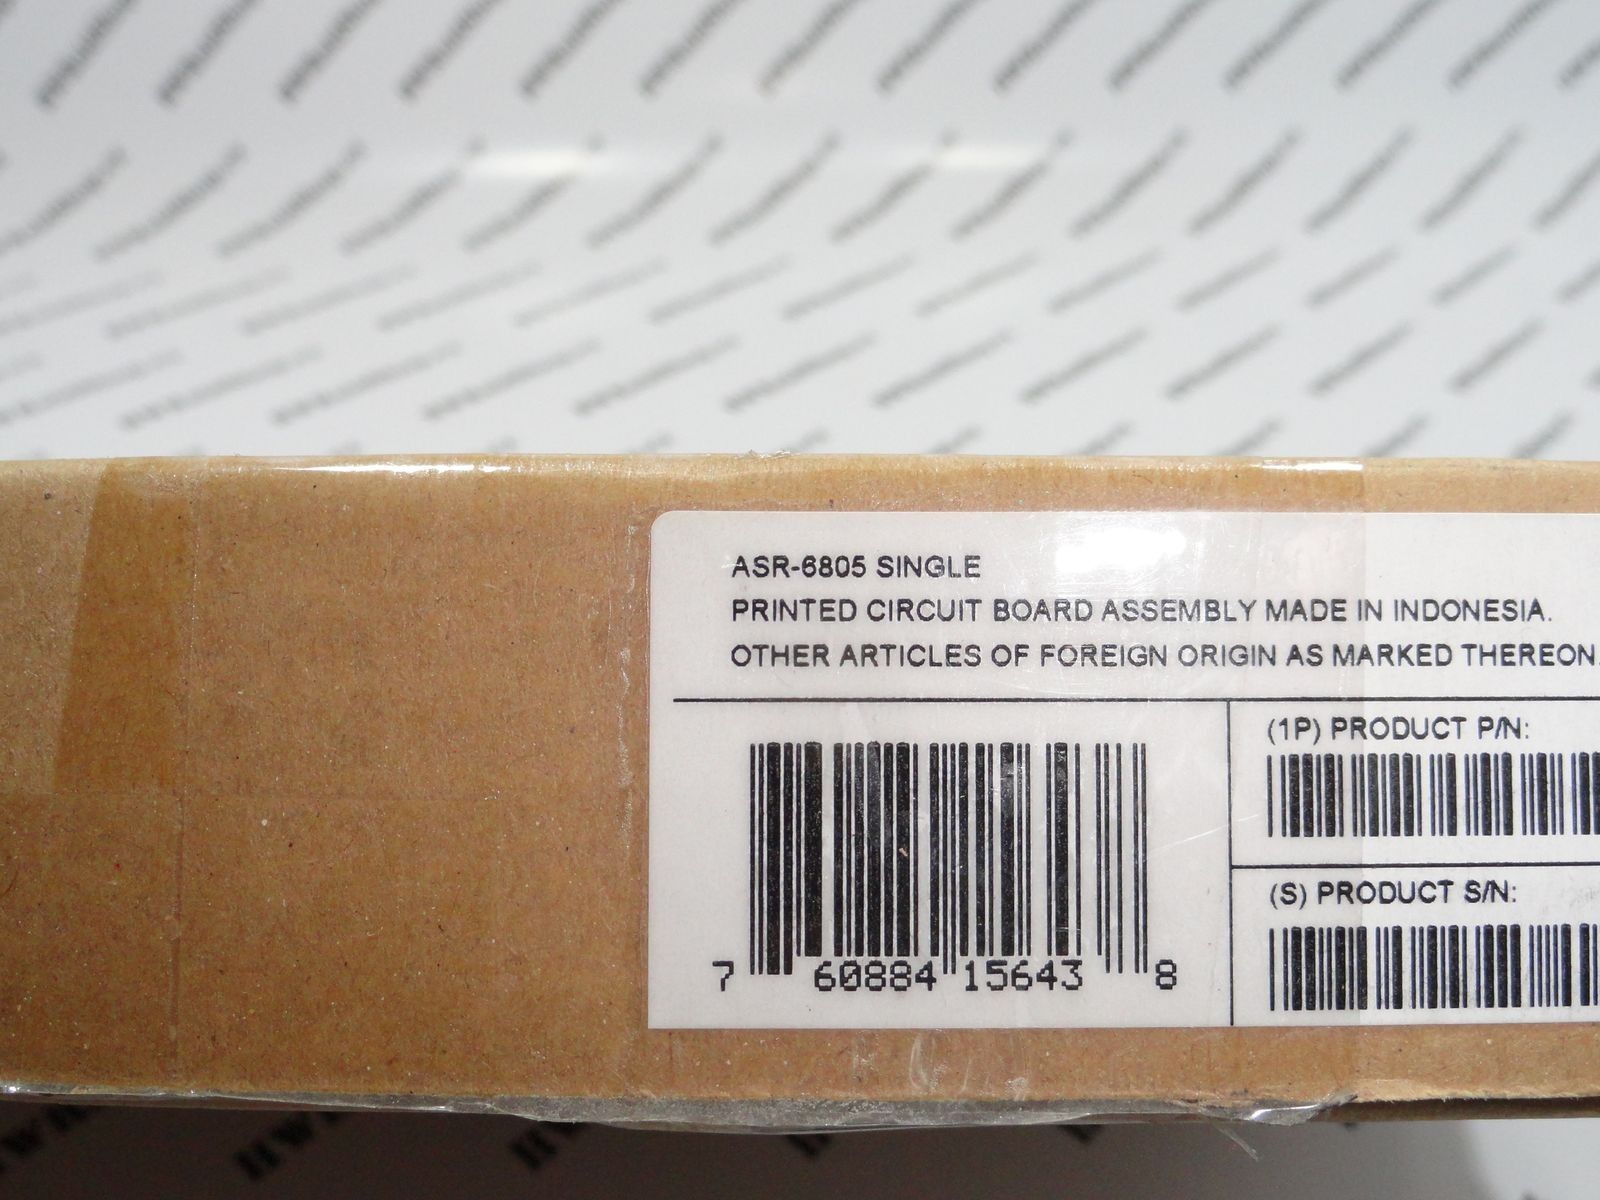 ASR-6805 SINGLE
PRINTED CIRCUIT BOARD ASSEMBLY MADE IN INDONESIA.
OTHER ARTICLES OF FOREIGN ORIGIN AS MARKED THEREON.
(1P) PRODUCT P/N:
(S) PRODUCT S/N:
7 60884 15643 8